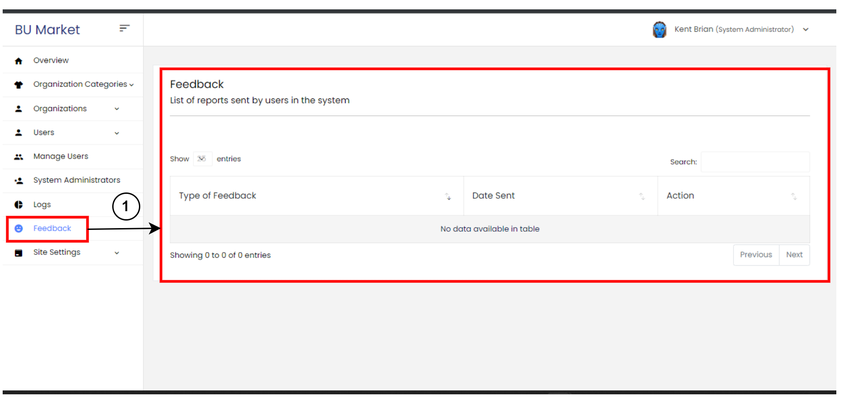 BU Market
Kent Brian (System Administrator)
Overview
Organization Categories
Organizations
Users
Manage Users
System Administrators
Logs
1
Feedback
Site Settings
Feedback
List of reports sent by users in the system
Show entries
Search:
Type of Feedback Date Sent Action
No data available in table
Showing 0 to 0 of 0 entries
Previous Next